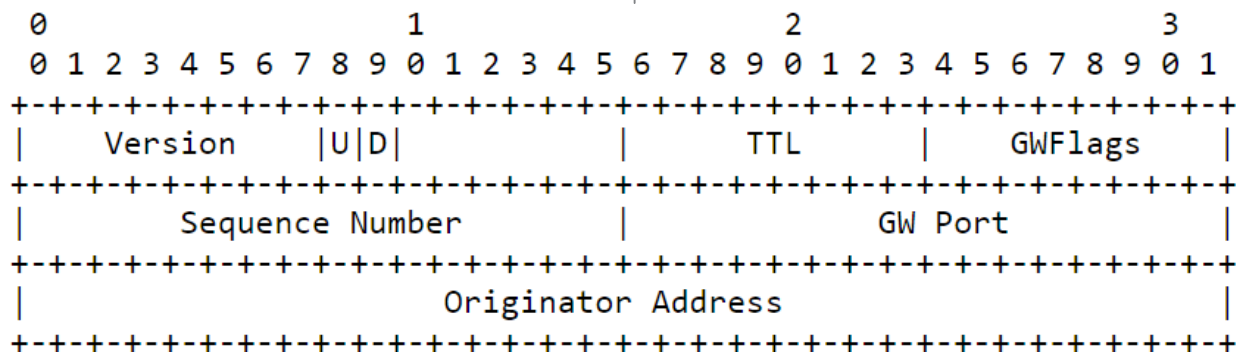 0                   1                   2                   3
0 1 2 3 4 5 6 7 8 9 0 1 2 3 4 5 6 7 8 9 0 1 2 3 4 5 6 7 8 9 0 1
+-+-+-+-+-+-+-+-+-+-+-+-+-+-+-+-+-+-+-+-+-+-+-+-+-+-+-+-+-+-+-+-+
|    Version    |U|D|           |      TTL      |    GWFlags    |
+-+-+-+-+-+-+-+-+-+-+-+-+-+-+-+-+-+-+-+-+-+-+-+-+-+-+-+-+-+-+-+-+
|        Sequence Number        |             GW Port           |
+-+-+-+-+-+-+-+-+-+-+-+-+-+-+-+-+-+-+-+-+-+-+-+-+-+-+-+-+-+-+-+-+
|                      Originator Address                       |
+-+-+-+-+-+-+-+-+-+-+-+-+-+-+-+-+-+-+-+-+-+-+-+-+-+-+-+-+-+-+-+-+